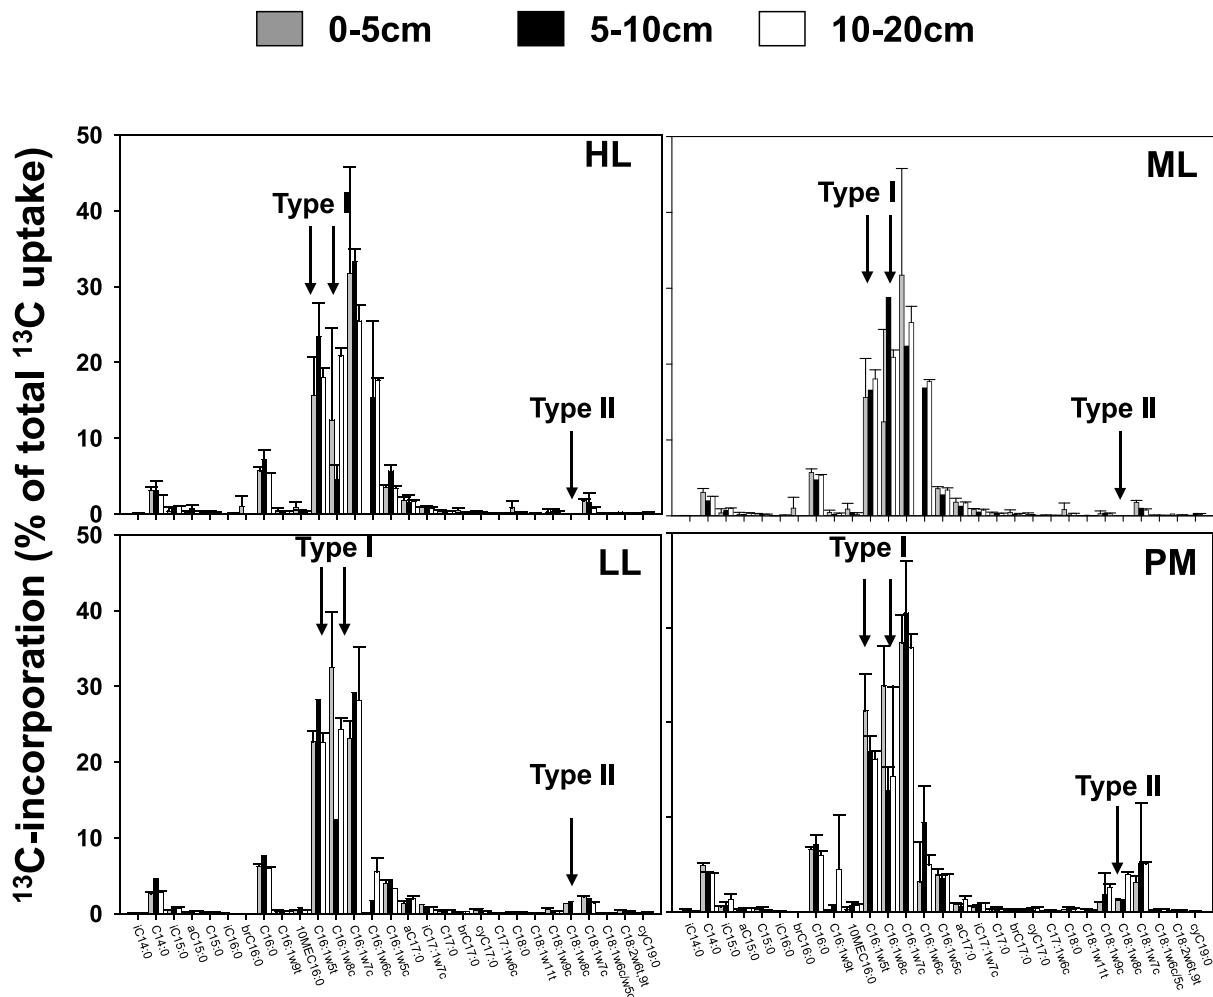 0-5cm 5-10cm 10-20cm
¹³C-incorporation (% of total ¹³C uptake)
50
40
30
20
10
0
HL
Type I
Type II
ML
Type I
Type II
50
40
30
20
10
0
LL
Type I
Type II
PM
Type I
Type II
iC14:0
C14:0
iC15:0
aC15:0
C15:0
iC16:0
brC16:0
C16:0
C16:1w9t
10MEC16:0
C16:1w5t
C16:1w8c
C16:1w7c
C16:1w6c
C16:1w5c
aC17:0
iC17:1w7c
C17:0
brC17:0
cyC17:0
C17:1w6c
C18:0
C18:1w11t
C18:1w9c
C18:1w8c
C18:1w7c
C18:1w6c/w5c
C18:2w6t,9t
cyC19:0
iC14:0
C14:0
iC15:0
aC15:0
C15:0
iC16:0
brC16:0
C16:0
C16:1w9t
10MEC16:0
C16:1w5t
C16:1w8c
C16:1w7c
C16:1w6c
C16:1w5c
aC17:0
iC17:1w7c
C17:0
brC17:0
cyC17:0
C17:1w6c
C18:0
C18:1w11t
C18:1w9c
C18:1w8c
C18:1w7c
C18:1w6c/5c
C18:2w6t,9t
cyC19:0